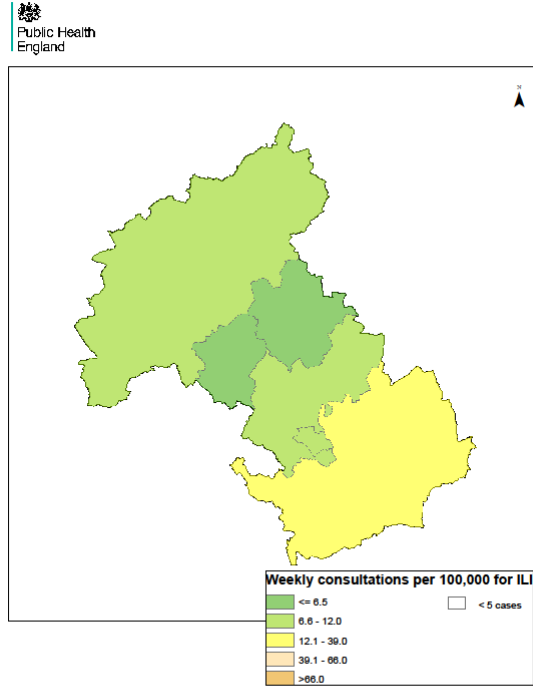 Public Health
England
N
Weekly consultations per 100,000 for ILI
<= 6.5
< 5 cases
6.6 - 12.0
12.1 - 39.0
39.1 - 66.0
>66.0